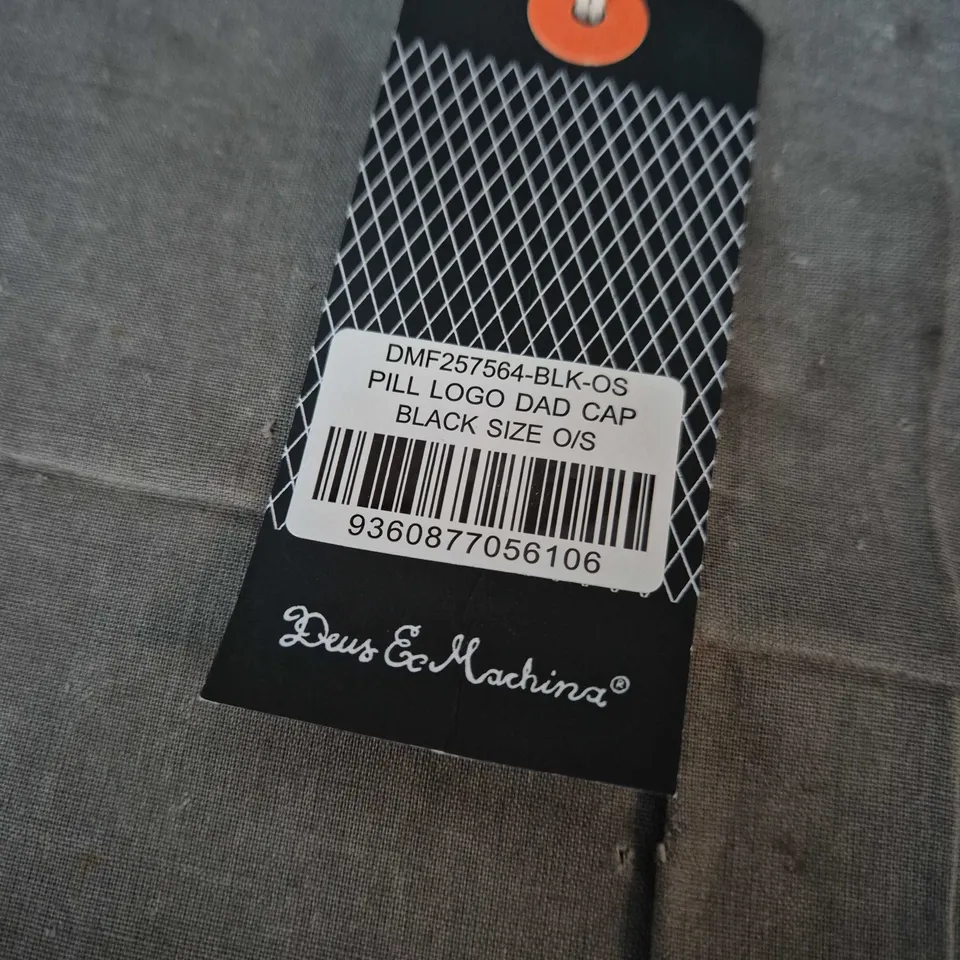 DMF257564-BLK-OS
PILL LOGO DAD CAP
BLACK SIZE O/S
9360877056106
Deus Ex Machina®